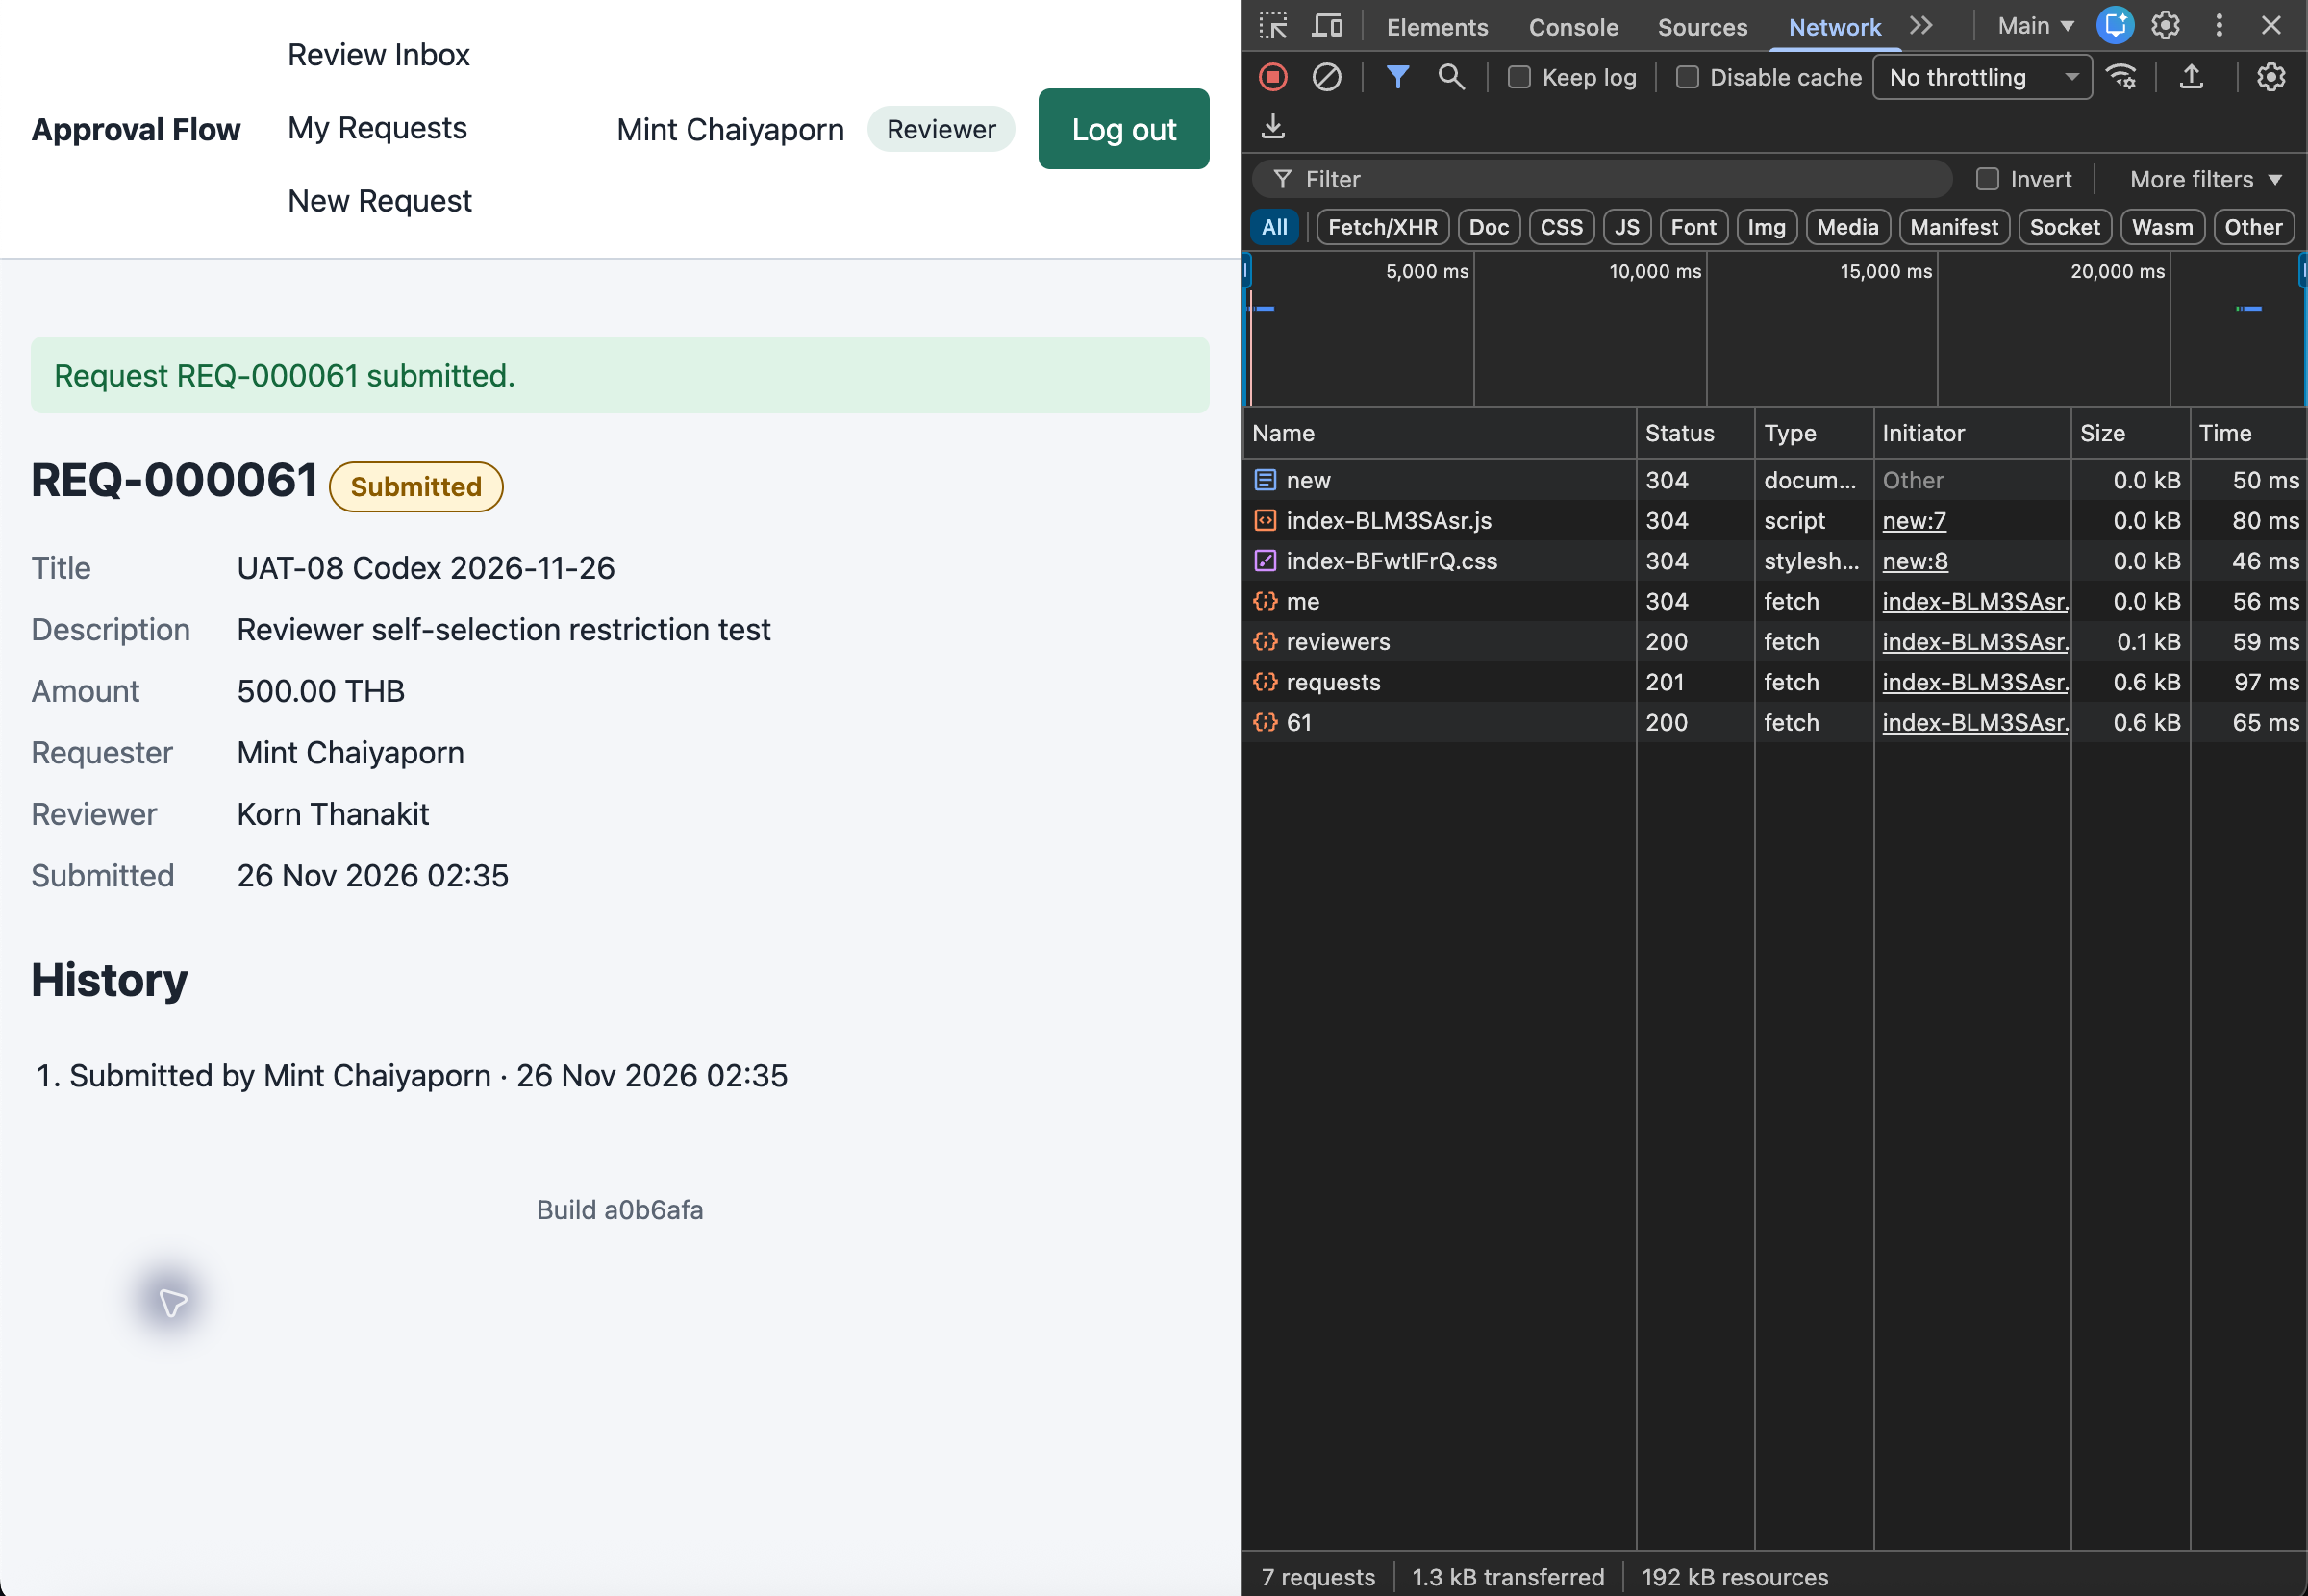 Review Inbox
Approval Flow
My Requests
New Request
Mint Chaiyaporn
Reviewer
Log out
Request REQ-000061 submitted.
REQ-000061 Submitted
Title UAT-08 Codex 2026-11-26
Description Reviewer self-selection restriction test
Amount 500.00 THB
Requester Mint Chaiyaporn
Reviewer Korn Thanakit
Submitted 26 Nov 2026 02:35
History
1. Submitted by Mint Chaiyaporn · 26 Nov 2026 02:35
Build a0b6afa
Elements Console Sources Network Main
Keep log Disable cache No throttling
Filter Invert More filters
All Fetch/XHR Doc CSS JS Font Img Media Manifest Socket Wasm Other
5,000 ms 10,000 ms 15,000 ms 20,000 ms
Name Status Type Initiator Size Time
new 304 docum... Other 0.0 kB 50 ms
index-BLM3SAsr.js 304 script new:7 0.0 kB 80 ms
index-BFwtIFrQ.css 304 stylesh... new:8 0.0 kB 46 ms
me 304 fetch index-BLM3SAsr. 0.0 kB 56 ms
reviewers 200 fetch index-BLM3SAsr. 0.1 kB 59 ms
requests 201 fetch index-BLM3SAsr. 0.6 kB 97 ms
61 200 fetch index-BLM3SAsr. 0.6 kB 65 ms
7 requests 1.3 kB transferred 192 kB resources